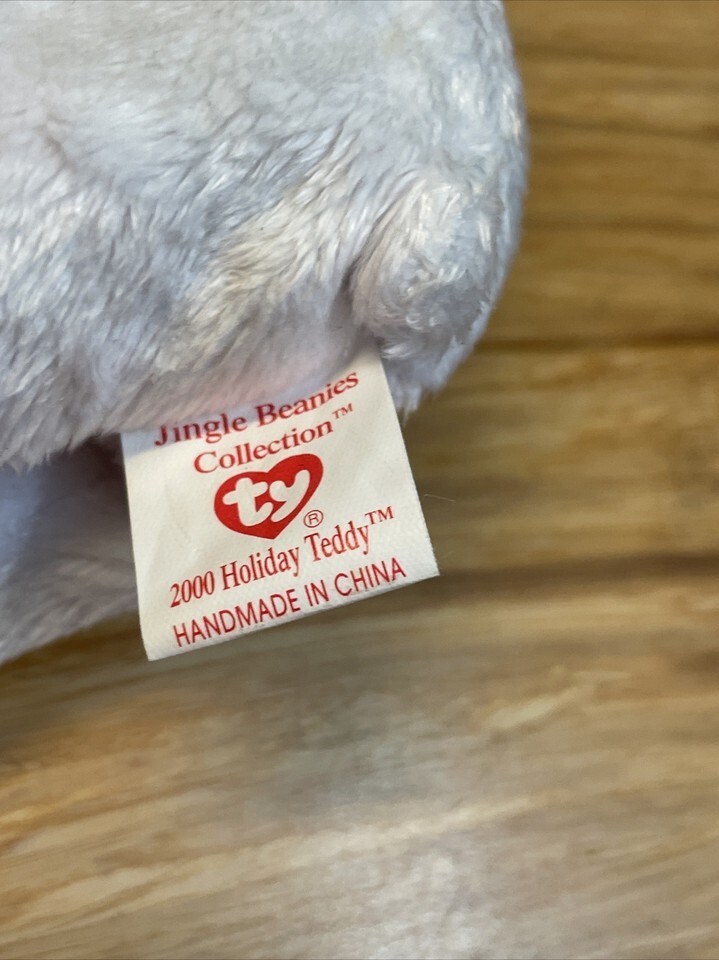 Jingle Beanies
Collection™
ty®
2000 Holiday Teddy™
HANDMADE IN CHINA